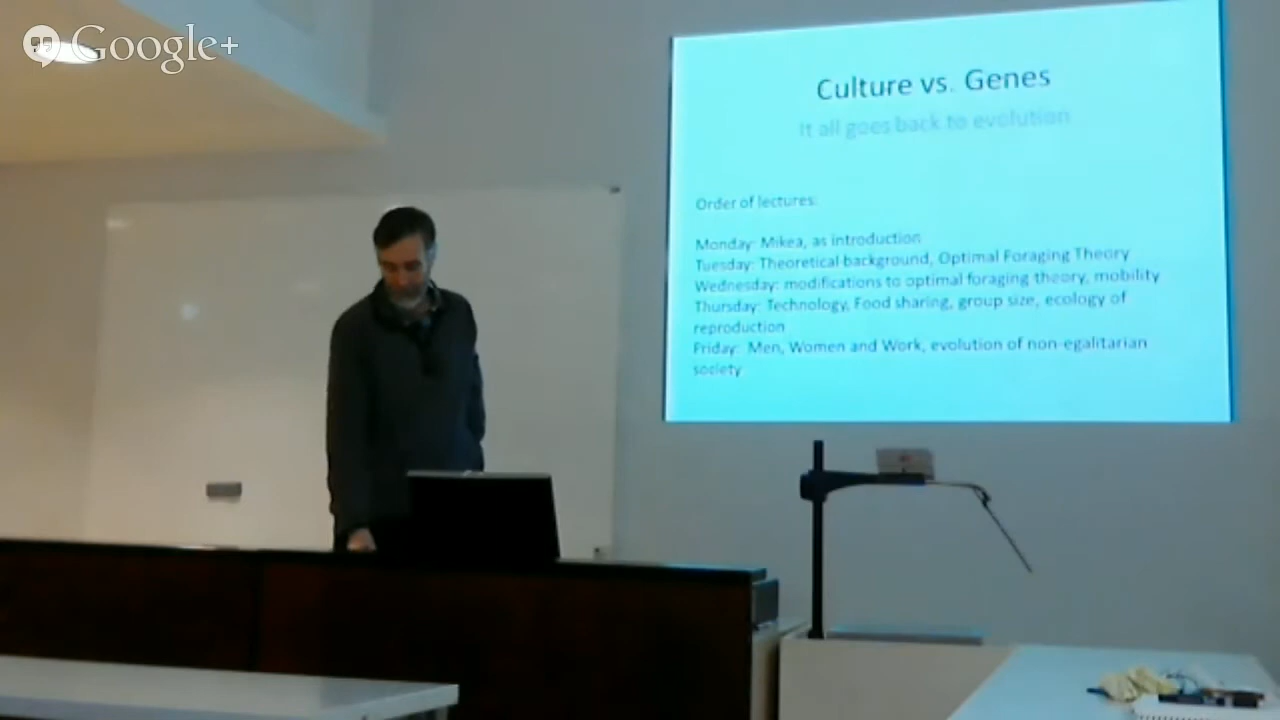 Google+
Culture vs. Genes
It all goes back to evolution
Order of lectures:
Monday: Mikea, as introduction
Tuesday: Theoretical background, Optimal Foraging Theory
Wednesday: modifications to optimal foraging theory, mobility
Thursday: Technology, Food sharing, group size, ecology of
reproduction
Friday: Men, Women and Work, evolution of non-egalitarian
society